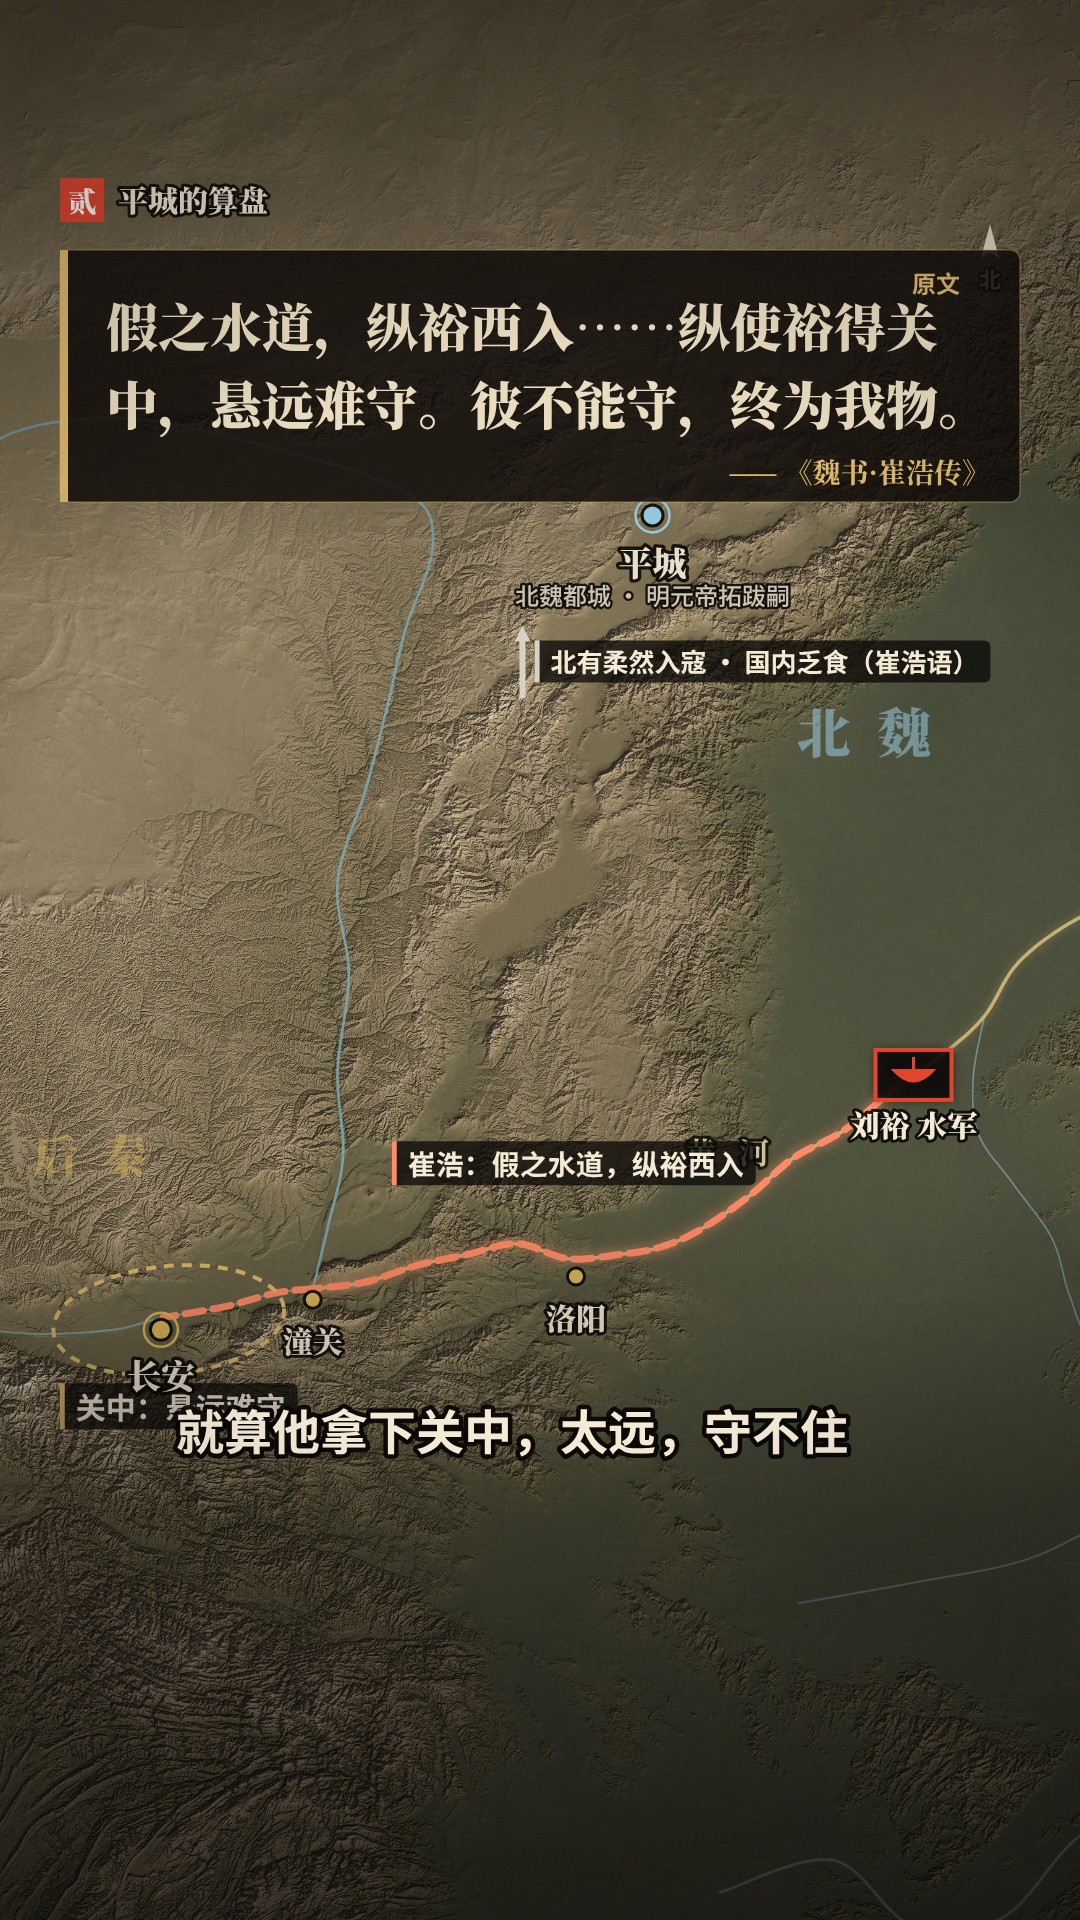 贰 平城的算盘
原文
北
假之水道，纵裕西入……纵使裕得关
中，悬远难守。彼不能守，终为我物。
——《魏书·崔浩传》
平城
北魏都城 · 明元帝拓跋嗣
北有柔然入寇 · 国内乏食（崔浩语）
北魏
刘裕 水军
河
崔浩：假之水道，纵裕西入
后秦
洛阳
潼关
长安
关中：悬远难守
就算他拿下关中，太远，守不住